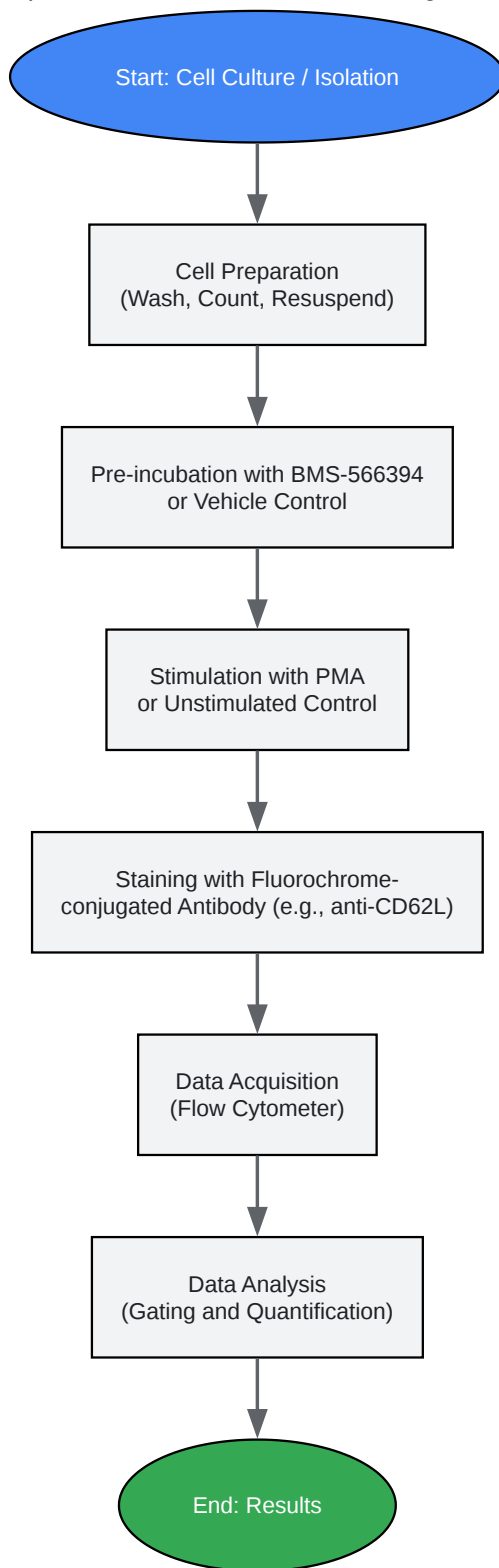 Start: Cell Culture / Isolation
Cell Preparation
(Wash, Count, Resuspend)
Pre-incubation with BMS-566394
or Vehicle Control
Stimulation with PMA
or Unstimulated Control
Staining with Fluorochrome-
conjugated Antibody (e.g., anti-CD62L)
Data Acquisition
(Flow Cytometer)
Data Analysis
(Gating and Quantification)
End: Results